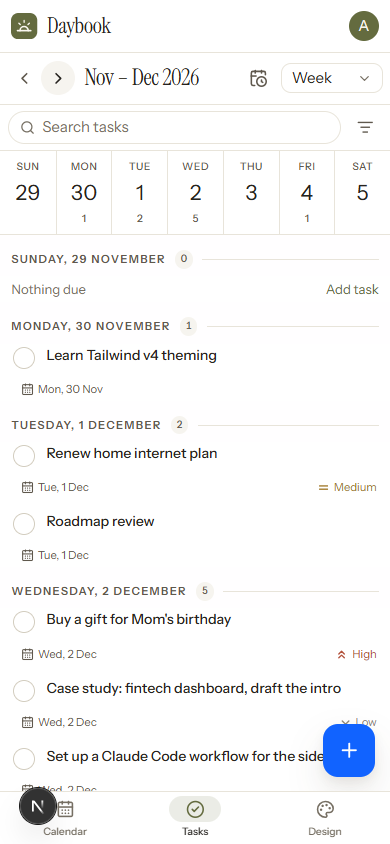 Daybook
A
Nov – Dec 2026
Week
Search tasks
SUN MON TUE WED THU FRI SAT
29 30 1 2 3 4 5
1 2 5 1
SUNDAY, 29 NOVEMBER 0
Nothing due Add task
MONDAY, 30 NOVEMBER 1
Learn Tailwind v4 theming
Mon, 30 Nov
TUESDAY, 1 DECEMBER 2
Renew home internet plan
Tue, 1 Dec Medium
Roadmap review
Tue, 1 Dec
WEDNESDAY, 2 DECEMBER 5
Buy a gift for Mom's birthday
Wed, 2 Dec High
Case study: fintech dashboard, draft the intro
Wed, 2 Dec Low
Set up a Claude Code workflow for the side
Wed, 2 Dec
N
Calendar Tasks Design